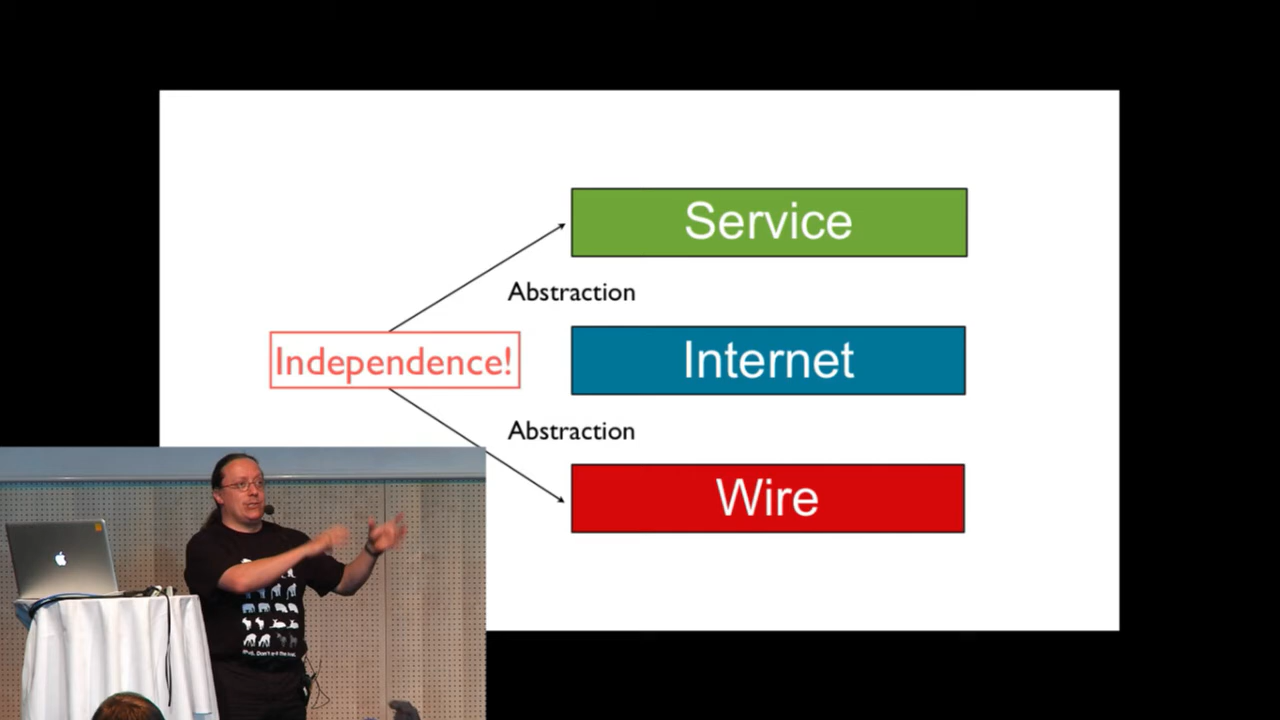 Service
Abstraction
Independence!
Internet
Abstraction
Wire